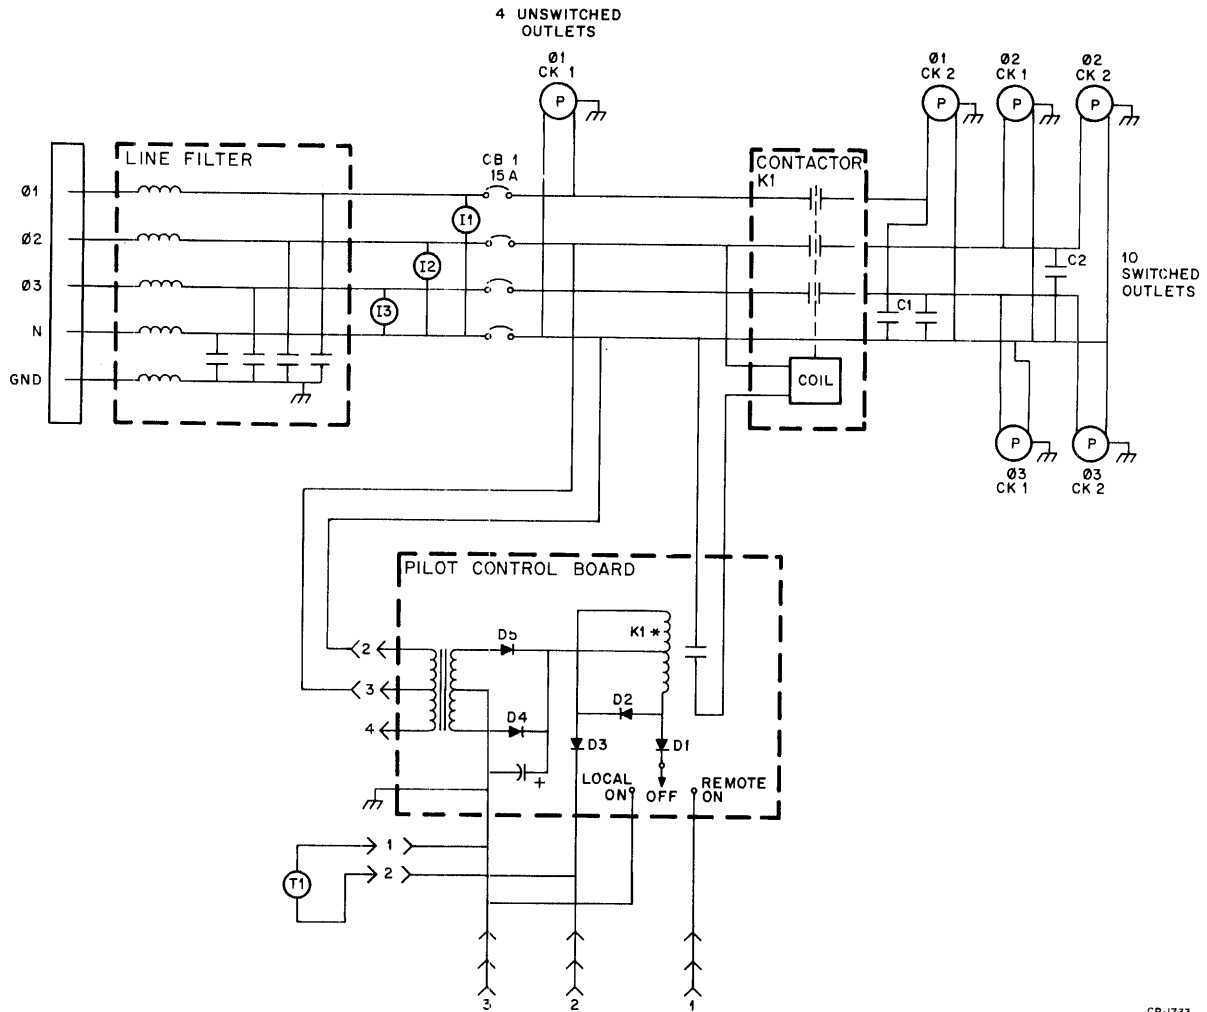 4 UNSWITCHED
OUTLETS
Ø1
CK 1
P
Ø1
CK 2
P
Ø2
CK 1
P
Ø2
CK 2
P
LINE FILTER
CB 1
15 A
CONTACTOR
K1
Ø1
Ø2
Ø3
N
GND
I1
I2
I3
C1
C2
10
SWITCHED
OUTLETS
COIL
P
Ø3
CK 1
P
Ø3
CK 2
PILOT CONTROL BOARD
2
3
4
D5
D4
K1 *
D2
D3
D1
+
LOCAL
ON
OFF
REMOTE
ON
T1
1
2
3
2
1